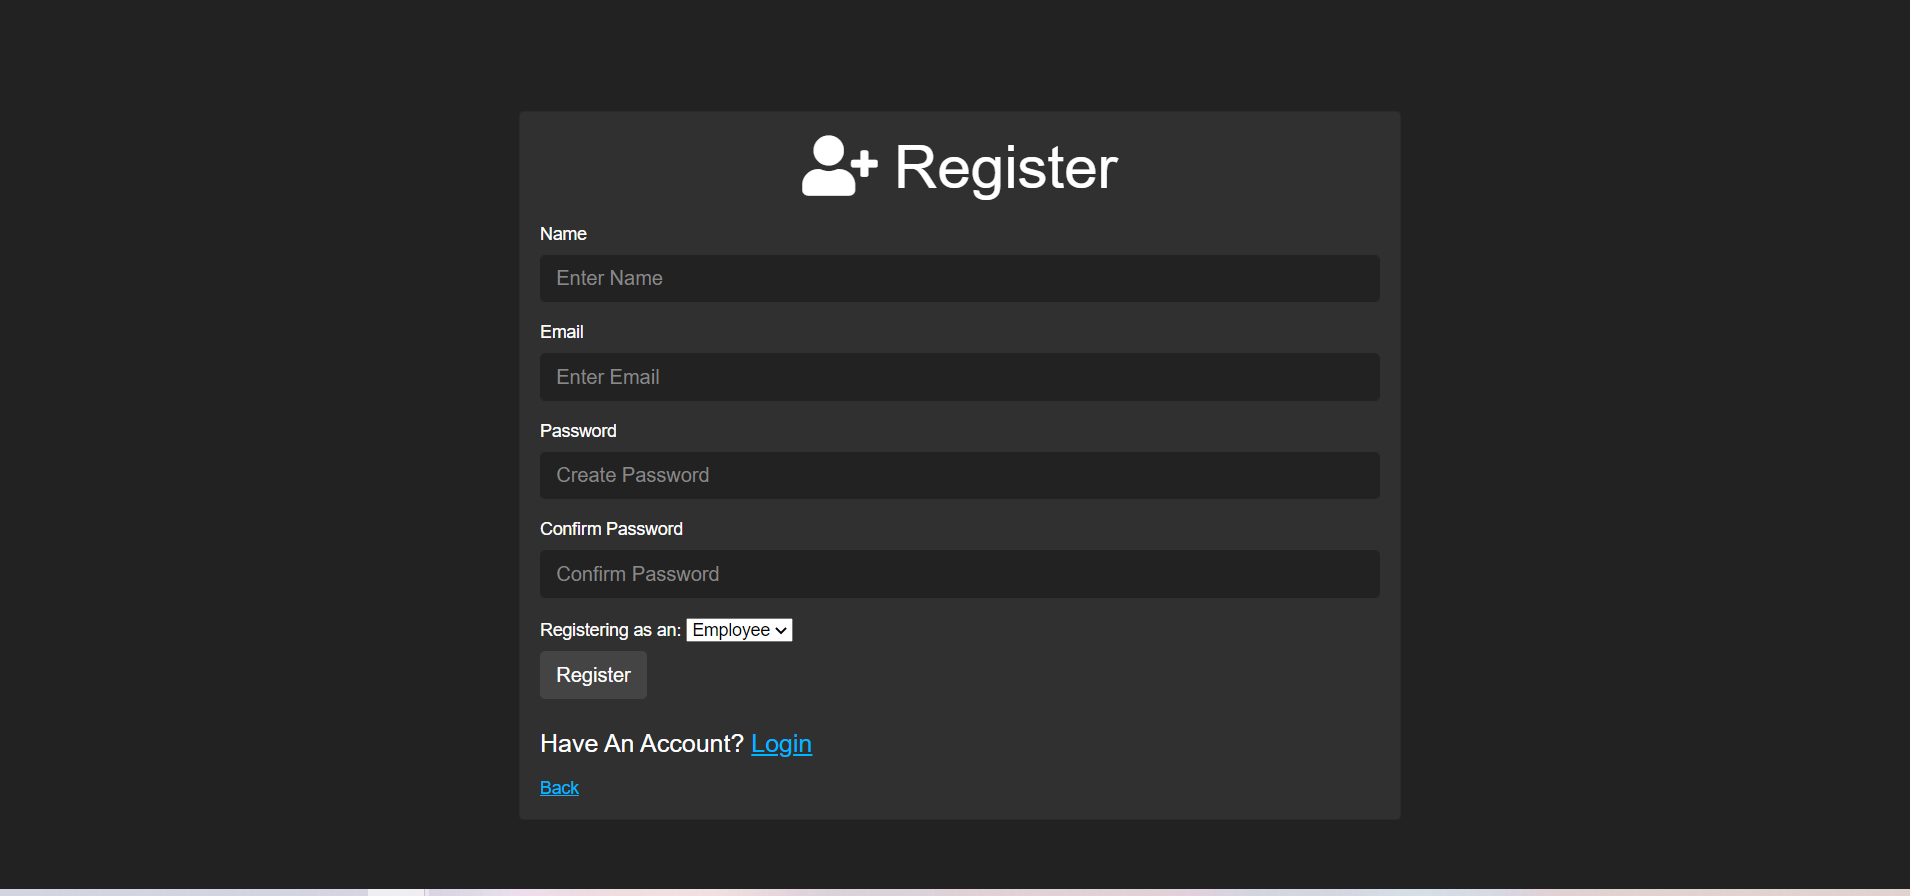 Register
Name
Enter Name
Email
Enter Email
Password
Create Password
Confirm Password
Confirm Password
Registering as an: Employee
Register
Have An Account? Login
Back